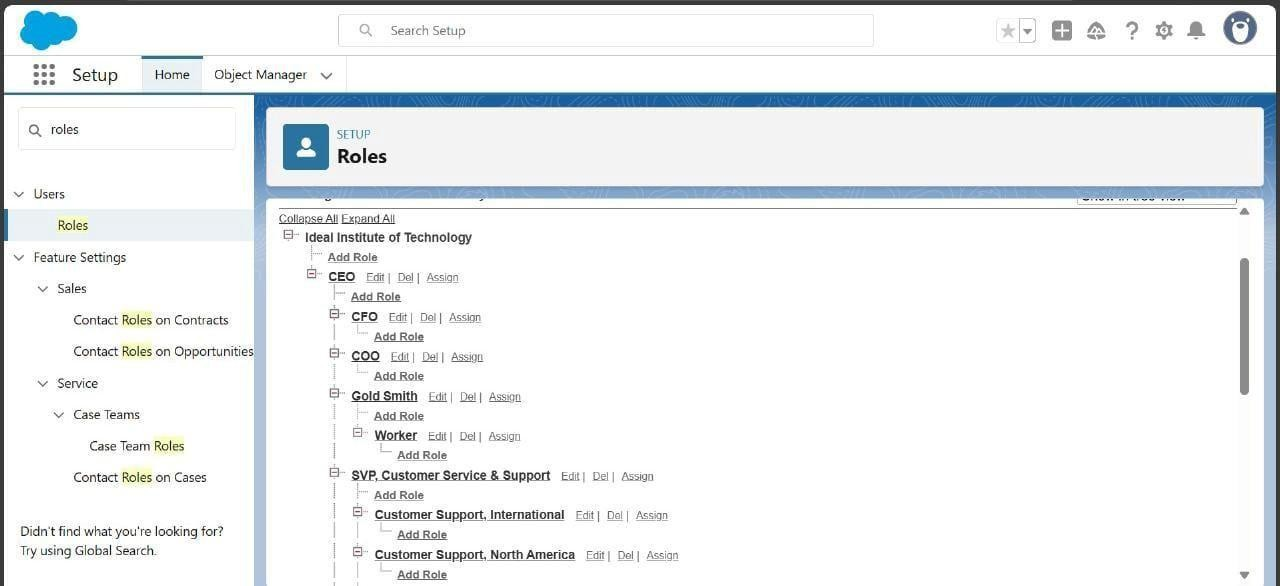 Search Setup
Setup
Home
Object Manager
roles
Users
Roles
Feature Settings
Sales
Contact Roles on Contracts
Contact Roles on Opportunities
Service
Case Teams
Case Team Roles
Contact Roles on Cases
Didn't find what you're looking for?
Try using Global Search.
SETUP
Roles
Collapse All Expand All
Ideal Institute of Technology
Add Role
CEO Edit | Del | Assign
Add Role
CFO Edit | Del | Assign
Add Role
COO Edit | Del | Assign
Add Role
Gold Smith Edit | Del | Assign
Add Role
Worker Edit | Del | Assign
Add Role
SVP, Customer Service & Support Edit | Del | Assign
Add Role
Customer Support, International Edit | Del | Assign
Add Role
Customer Support, North America Edit | Del | Assign
Add Role